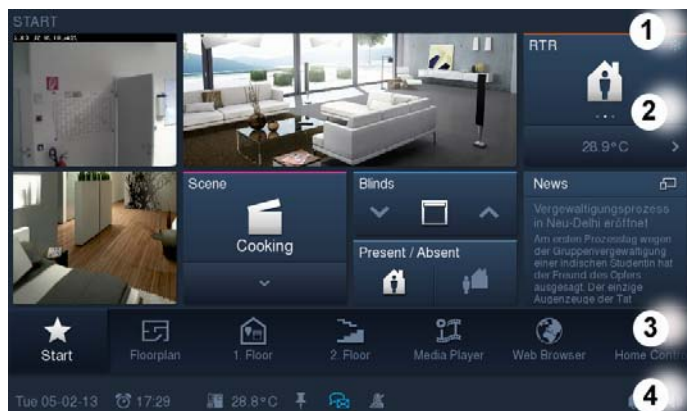 START
1
RTR
2
28.9°C
Scene
Cooking
Blinds
Present / Absent
News
Vergewaltigungsprozess
in Neu-Delhi eröffnet
Am ersten Prozesstag wegen
der Gruppenvergewaltigung
einer indischen Studentin hat
der Freund des Opfers
ausgesagt. Der einzige
Augenzeuge der Tat
3
Start
Floorplan
1. Floor
2. Floor
Media Player
Web Browser
Home Contro
Tue 05-02-13
17:29
28.8°C
4